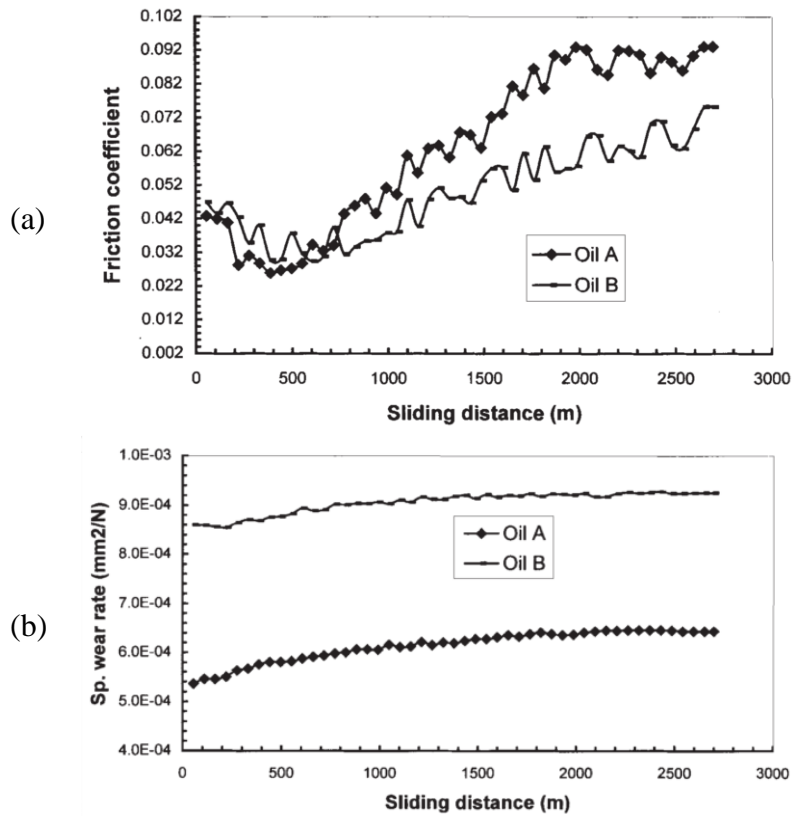 (a)
Friction coefficient
0.102
0.092
0.082
0.072
0.062
0.052
0.042
0.032
0.022
0.012
0.002
Oil A
Oil B
0 500 1000 1500 2000 2500 3000
Sliding distance (m)
(b)
Sp. wear rate (mm2/N)
1.0E-03
9.0E-04
8.0E-04
7.0E-04
6.0E-04
5.0E-04
4.0E-04
Oil A
Oil B
0 500 1000 1500 2000 2500 3000
Sliding distance (m)